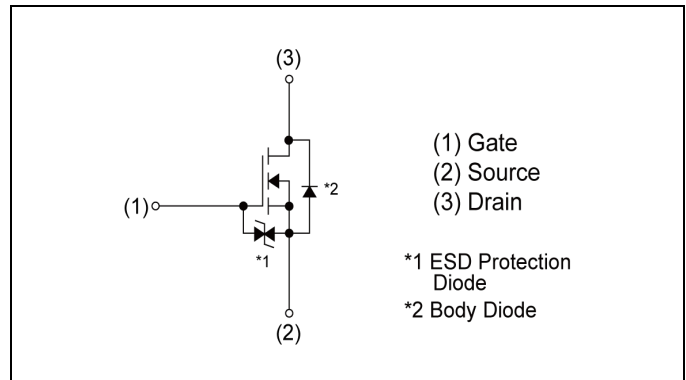 (3)
(1)
*2
*1
(2)
(1) Gate
(2) Source
(3) Drain
*1 ESD Protection
Diode
*2 Body Diode